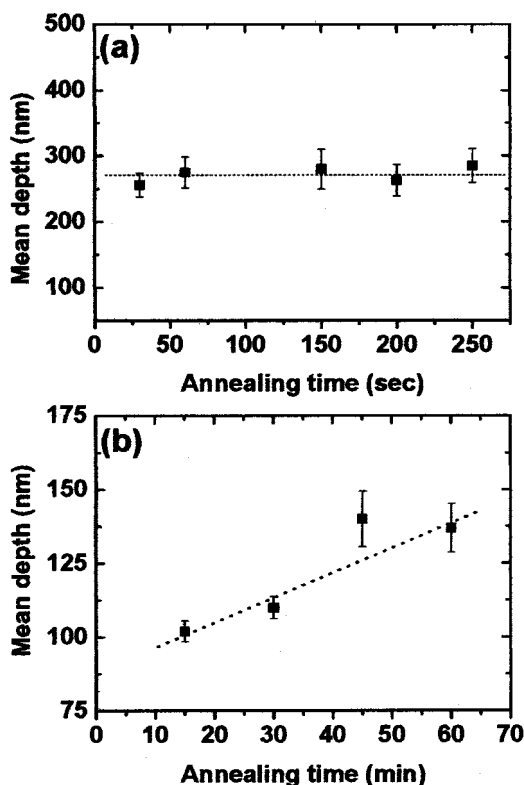 (a)
Mean depth (nm)
500
400
300
200
100
0 50 100 150 200 250
Annealing time (sec)
(b)
Mean depth (nm)
175
150
125
100
75
0 10 20 30 40 50 60 70
Annealing time (min)